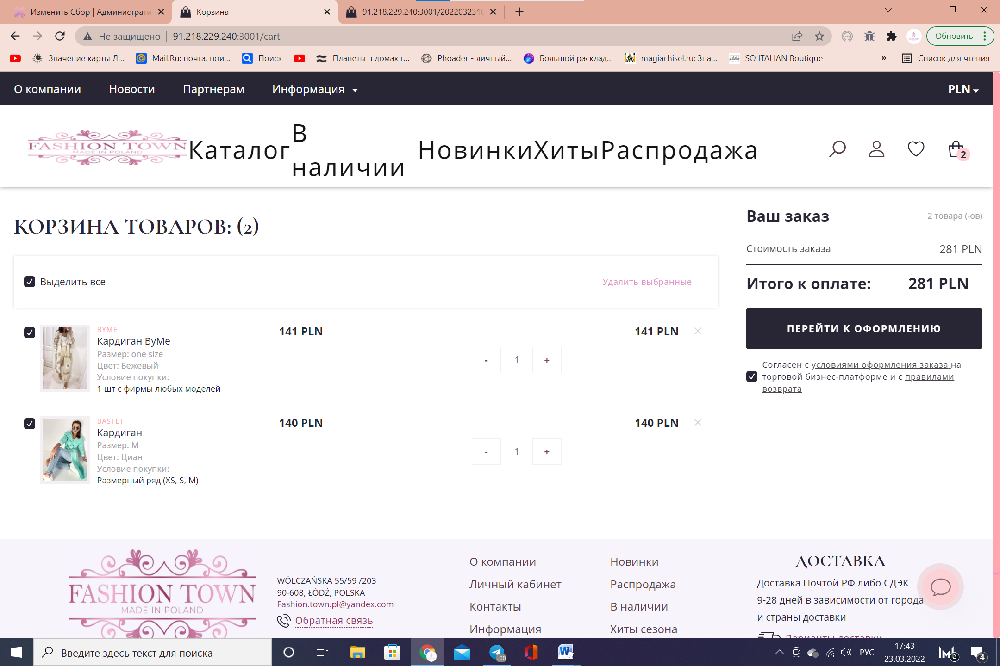 Изменить Сбор | Администрати
Корзина
91.218.229.240:3001/2022032318
Не защищено
91.218.229.240:3001/cart
Обновить
Значение карты Л...
Mail.Ru: почта, пои...
Поиск
Планеты в домах г...
Phoader - личный...
Большой расклад...
magiachisel.ru: Зна...
SO ITALIAN Boutique
»
Список для чтения
О компании
Новости
Партнерам
Информация
PLN
FASHION TOWN
MADE IN POLAND
Каталог
В наличии
Новинки
Хиты
Распродажа
2
КОРЗИНА ТОВАРОВ: (2)
Выделить все
Удалить выбранные
BYME
Кардиган ByMe
Размер: one size
Цвет: Бежевый
Условие покупки:
1 шт с фирмы любых моделей
141 PLN
- 1 +
141 PLN
BASTET
Кардиган
Размер: M
Цвет: Циан
Условие покупки:
Размерный ряд (XS, S, M)
140 PLN
- 1 +
140 PLN
Ваш заказ
2 товара (-ов)
Стоимость заказа
281 PLN
Итого к оплате:
281 PLN
ПЕРЕЙТИ К ОФОРМЛЕНИЮ
Согласен с условиями оформления заказа на
торговой бизнес-платформе и с правилами
возврата
FASHION TOWN
MADE IN POLAND
WÓLCZAŃSKA 55/59 /203
90-608, ŁÓDŹ, POLSKA
Fashion.town.pl@yandex.com
Обратная связь
О компании
Личный кабинет
Контакты
Информация
Новинки
Распродажа
В наличии
Хиты сезона
ДОСТАВКА
Доставка Почтой РФ либо СДЭК
9-28 дней в зависимости от города
и страны доставки
Варианты доставки
Введите здесь текст для поиска
..00
РУС
17:43
23.03.2022
2
4